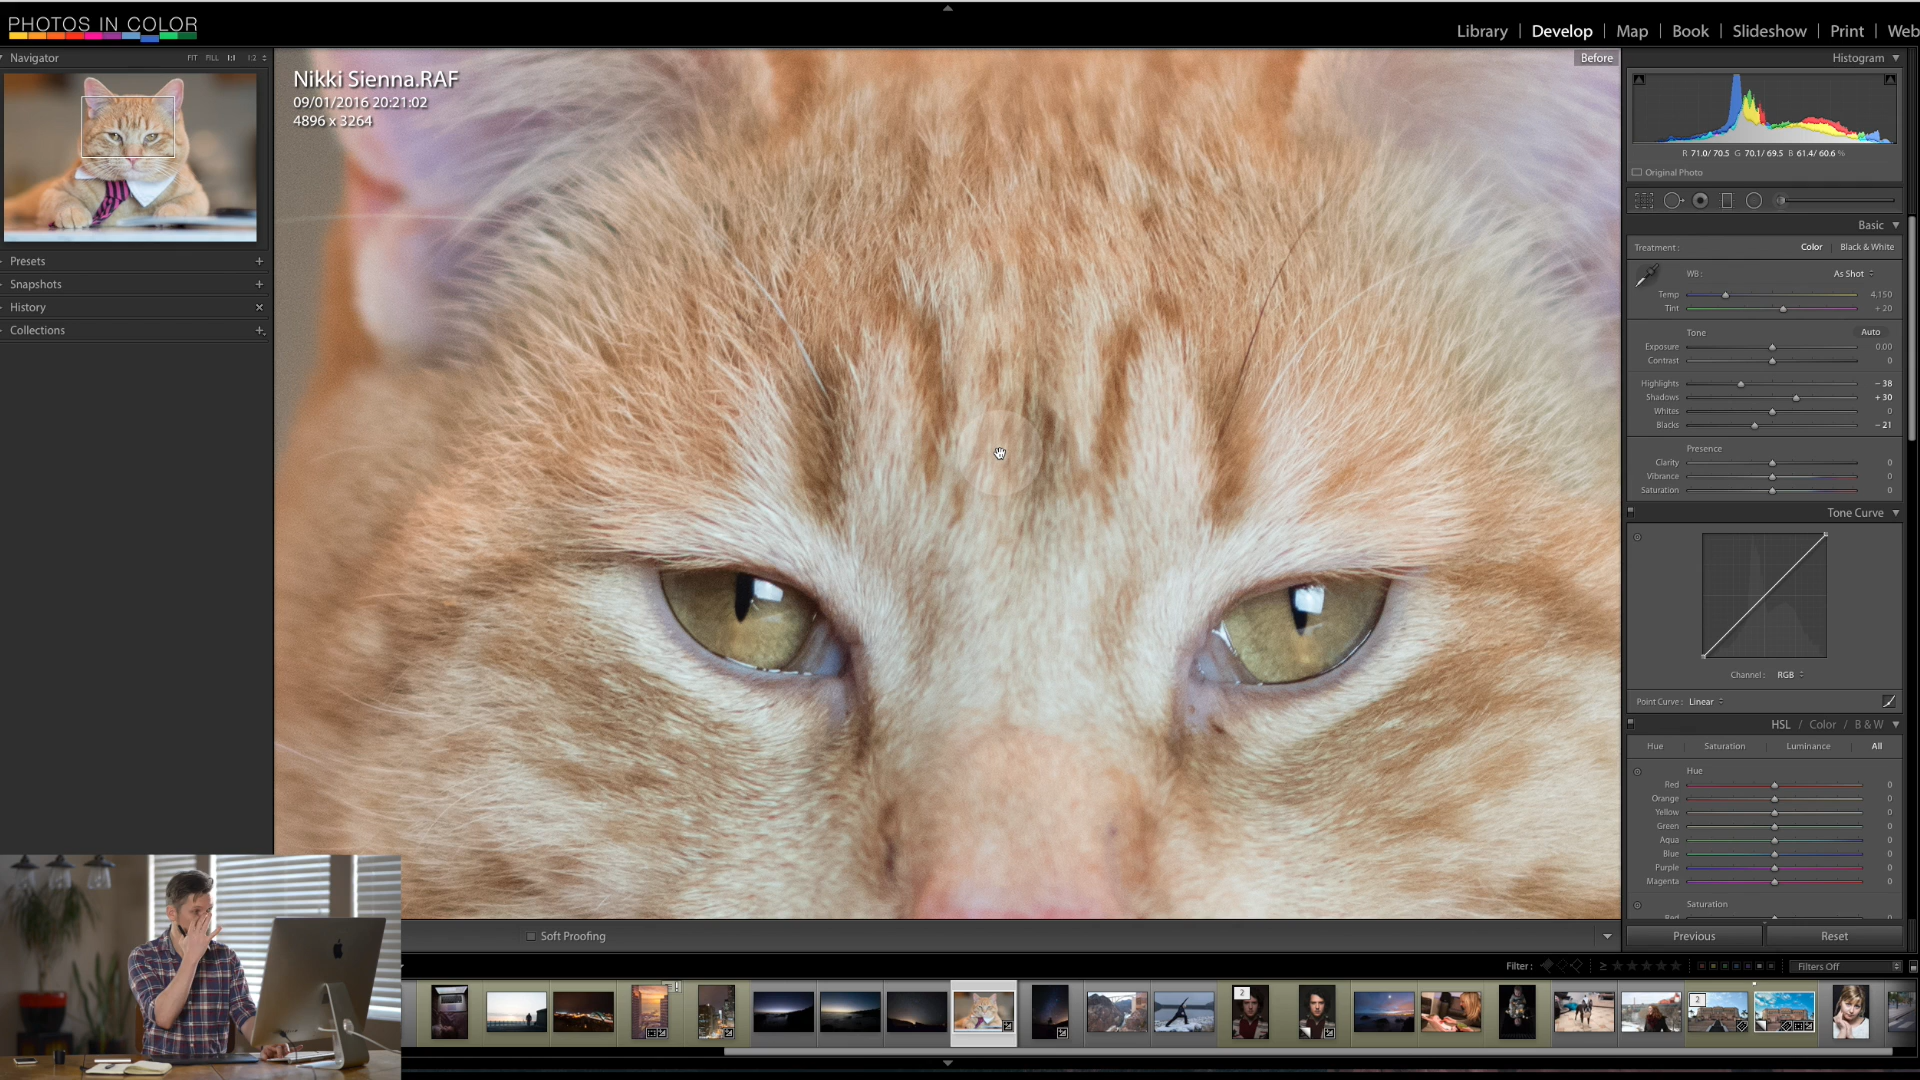 PHOTOS IN COLOR
Library | Develop | Map | Book | Slideshow | Print | Web
Navigator FIT FILL 1:1 1:2
Presets
Snapshots
History
Collections
Nikki Sienna.RAF
09/01/2016 20:21:02
4896 x 3264
Before
Histogram
R 71.0/ 70.5 G 70.1/ 69.5 B 61.4/ 60.6 %
Original Photo
Basic
Treatment: Color | Black & White
WB: As Shot
Temp 4,150
Tint + 20
Tone Auto
Exposure 0.00
Contrast 0
Highlights – 38
Shadows + 30
Whites 0
Blacks – 21
Presence
Clarity 0
Vibrance 0
Saturation 0
Tone Curve
Channel: RGB
Point Curve: Linear
HSL / Color / B & W
Hue Saturation Luminance All
Hue
Red 0
Orange 0
Yellow 0
Green 0
Aqua 0
Blue 0
Purple 0
Magenta 0
Saturation
Red
Soft Proofing
Previous Reset
Filter: Filters Off
2
2